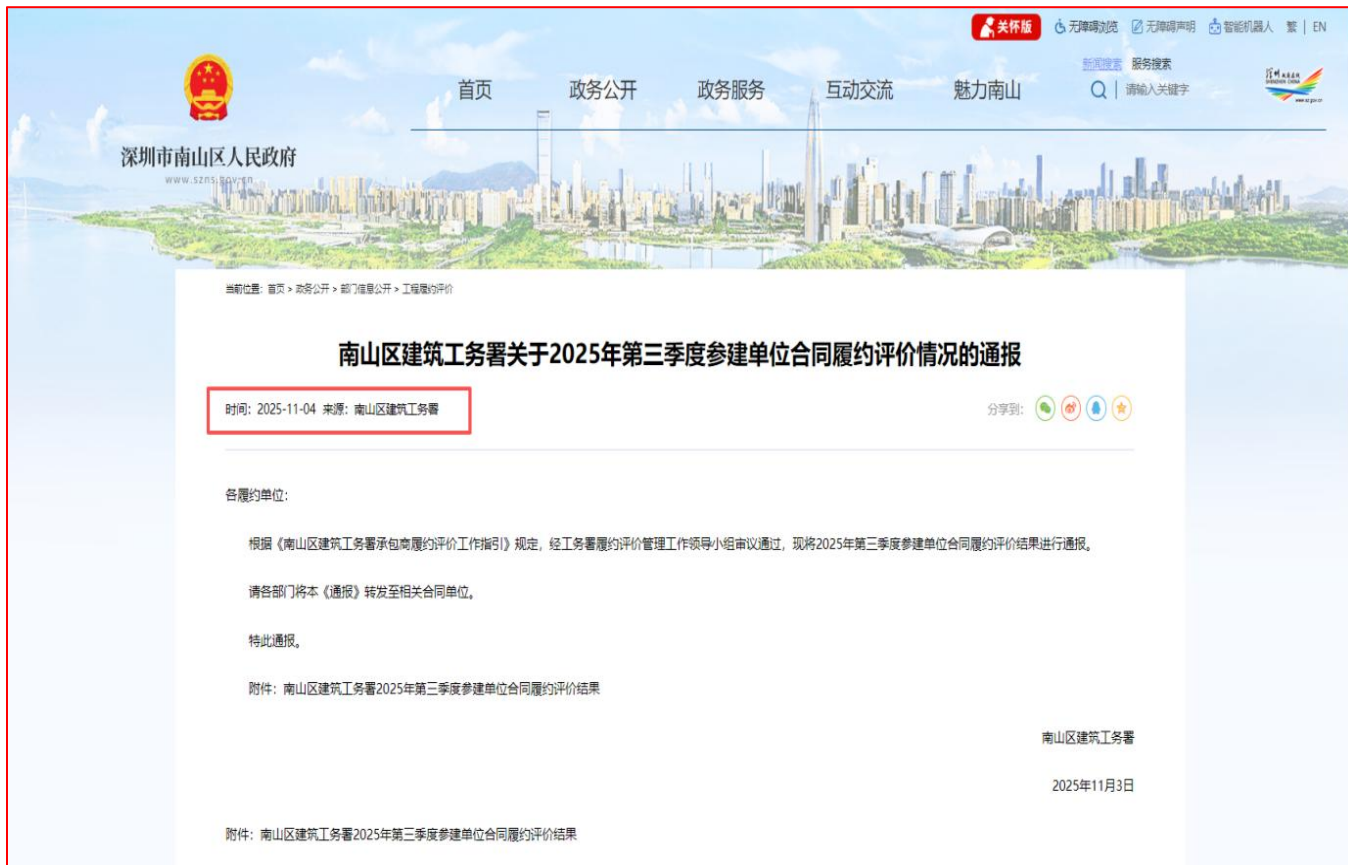 关怀版 无障碍浏览 无障碍声明 智能机器人 繁 | EN
新闻搜索 服务搜索
首页 政务公开 政务服务 互动交流 魅力南山 请输入关键字
深圳市南山区人民政府
www.szns.gov.cn
当前位置：首页 > 政务公开 > 部门信息公开 > 工程履约评价
南山区建筑工务署关于2025年第三季度参建单位合同履约评价情况的通报
时间：2025-11-04 来源：南山区建筑工务署 分享到：
各履约单位：
根据《南山区建筑工务署承包商履约评价工作指引》规定，经工务署履约评价管理工作领导小组审议通过，现将2025年第三季度参建单位合同履约评价结果进行通报。
请各部门将本《通报》转发至相关合同单位。
特此通报。
附件：南山区建筑工务署2025年第三季度参建单位合同履约评价结果
南山区建筑工务署
2025年11月3日
附件：南山区建筑工务署2025年第三季度参建单位合同履约评价结果